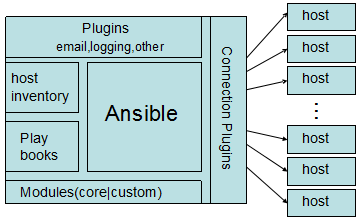 Plugins
email,logging,other
host
inventory
Ansible
Play
books
Modules(core|custom)
Connection Plugins
host
host
host
...
host
host
host